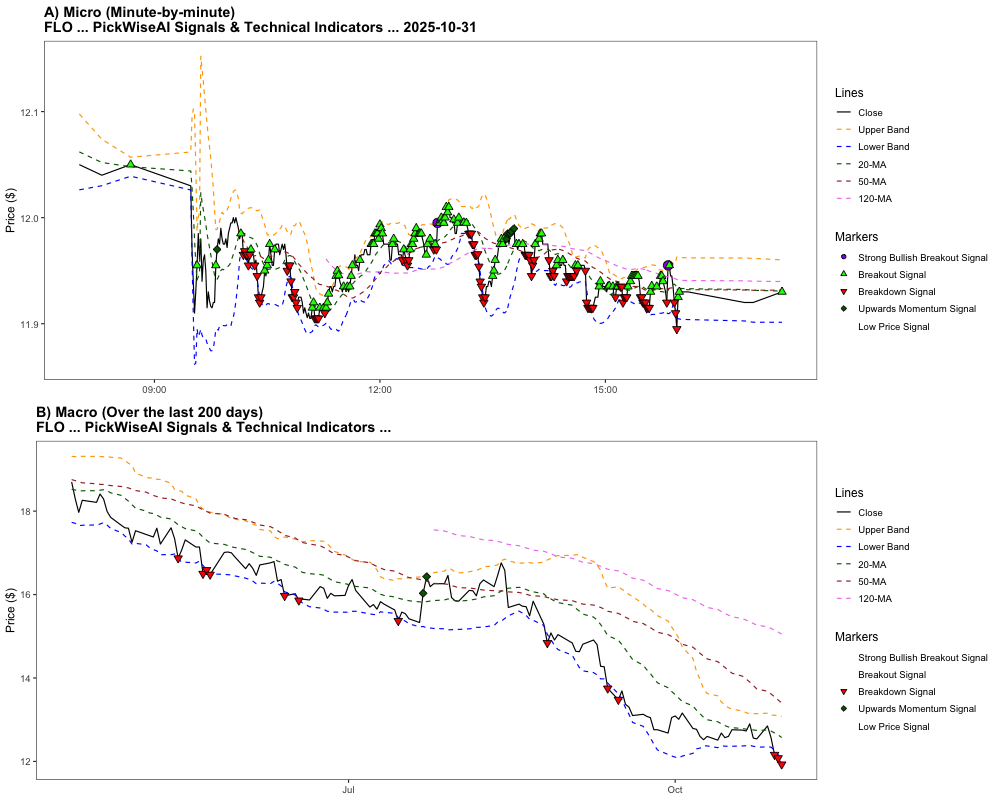 A) Micro (Minute-by-minute)
FLO ... PickWiseAI Signals & Technical Indicators ... 2025-10-31
Price ($)
12.1
12.0
11.9
09:00
12:00
15:00
Lines
Close
Upper Band
Lower Band
20-MA
50-MA
120-MA
Markers
Strong Bullish Breakout Signal
Breakout Signal
Breakdown Signal
Upwards Momentum Signal
Low Price Signal
B) Macro (Over the last 200 days)
FLO ... PickWiseAI Signals & Technical Indicators ...
Price ($)
18
16
14
12
Jul
Oct
Lines
Close
Upper Band
Lower Band
20-MA
50-MA
120-MA
Markers
Strong Bullish Breakout Signal
Breakout Signal
Breakdown Signal
Upwards Momentum Signal
Low Price Signal